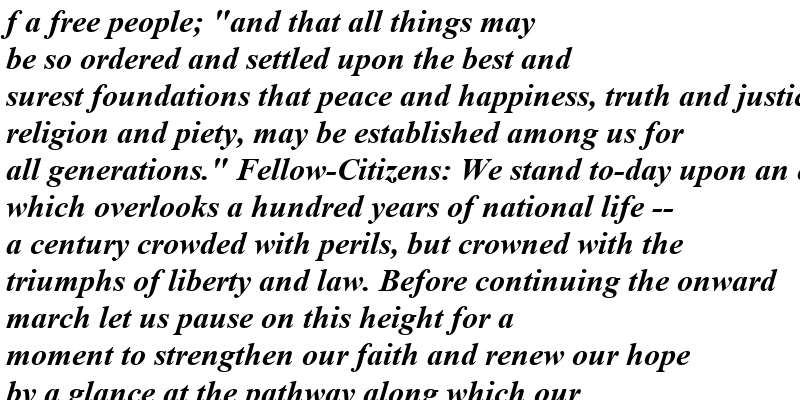 f a free people; "and that all things may
be so ordered and settled upon the best and
surest foundations that peace and happiness, truth and justic
religion and piety, may be established among us for
all generations." Fellow-Citizens: We stand to-day upon an
which overlooks a hundred years of national life --
a century crowded with perils, but crowned with the
triumphs of liberty and law. Before continuing the onward
march let us pause on this height for a
moment to strengthen our faith and renew our hope
by a glance at the pathway along which our